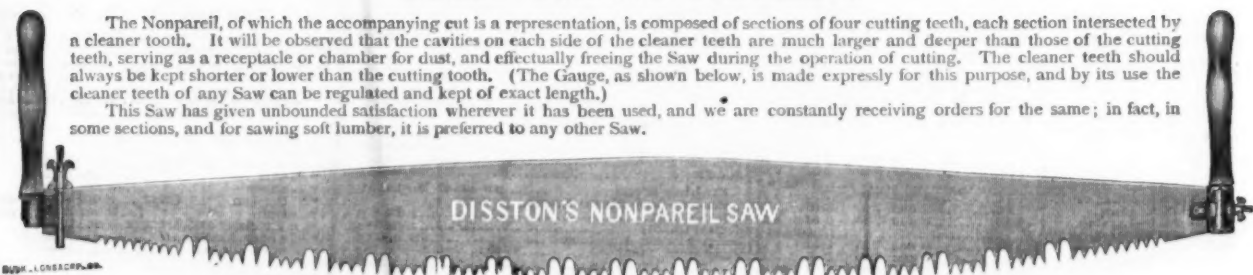 The Nonpareil, of which the accompanying cut is a representation, is composed of sections of four cutting teeth, each section intersected by
a cleaner tooth. It will be observed that the cavities on each side of the cleaner teeth are much larger and deeper than those of the cutting
teeth, serving as a receptacle or chamber for dust, and effectually freeing the Saw during the operation of cutting. The cleaner teeth should
always be kept shorter or lower than the cutting tooth. (The Gauge, as shown below, is made expressly for this purpose, and by its use the
cleaner teeth of any Saw can be regulated and kept of exact length.)
This Saw has given unbounded satisfaction wherever it has been used, and we are constantly receiving orders for the same; in fact, in
some sections, and for sawing soft lumber, it is preferred to any other Saw.
DISSTON'S NONPAREIL SAW